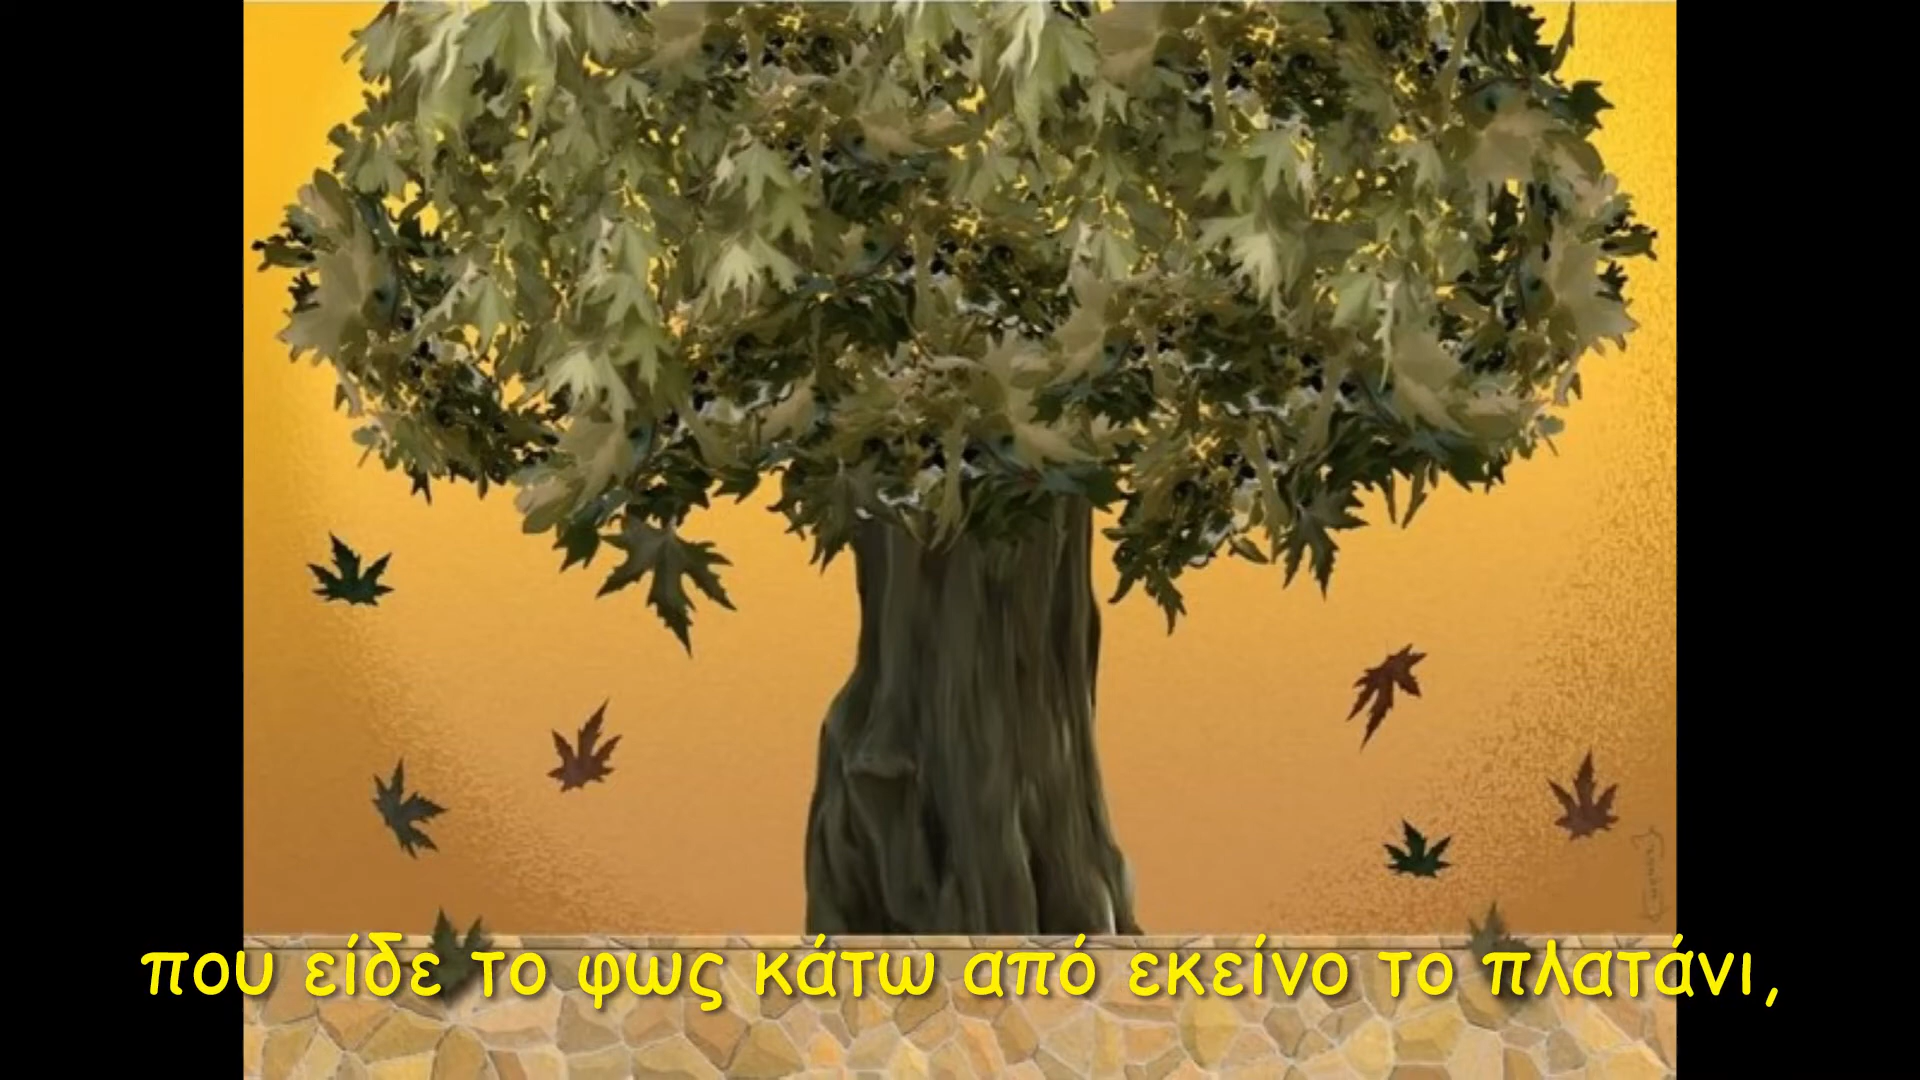 που είδε το φως κάτω από εκείνο το πλατάνι,